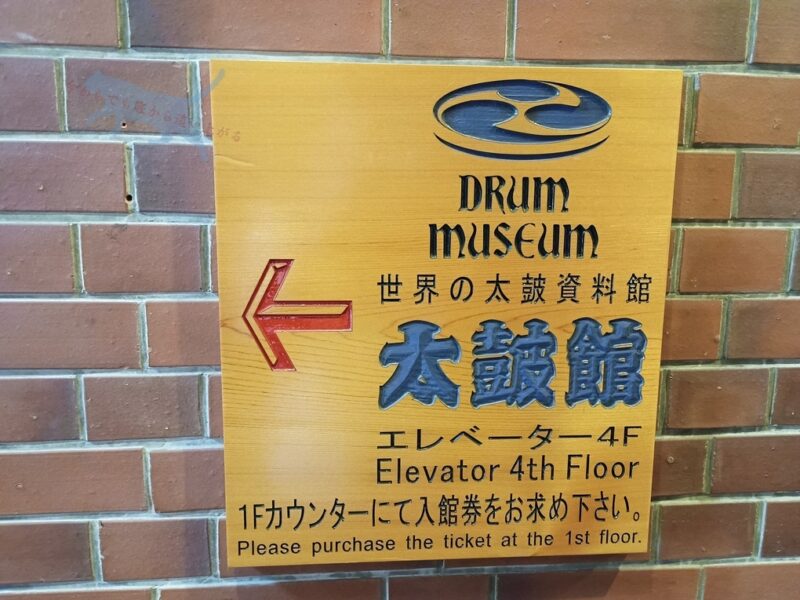 DRUM
MUSEUM
世界の太鼓資料館
太鼓館
エレベーター4F
Elevator 4th Floor
1Fカウンターにて入館券をお求め下さい。
Please purchase the ticket at the 1st floor.